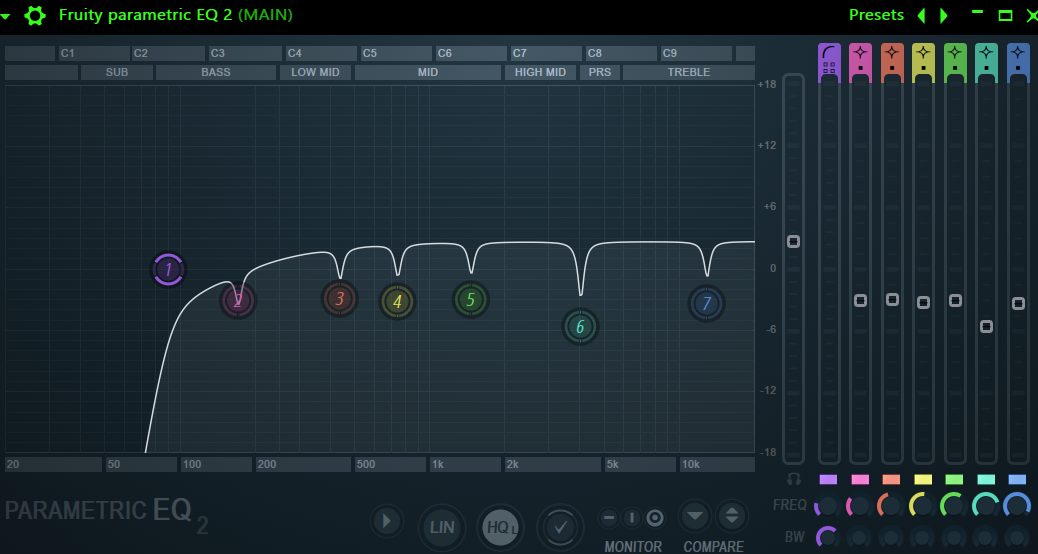 Fruity parametric EQ 2 (MAIN) Presets
C1 C2 C3 C4 C5 C6 C7 C8 C9
SUB BASS LOW MID MID HIGH MID PRS TREBLE
+18
+12
+6
0
-6
-12
-18
1
2
3
4
5
6
7
20 50 100 200 500 1k 2k 5k 10k
PARAMETRIC EQ 2
LIN HQ L
MONITOR COMPARE
FREQ
BW